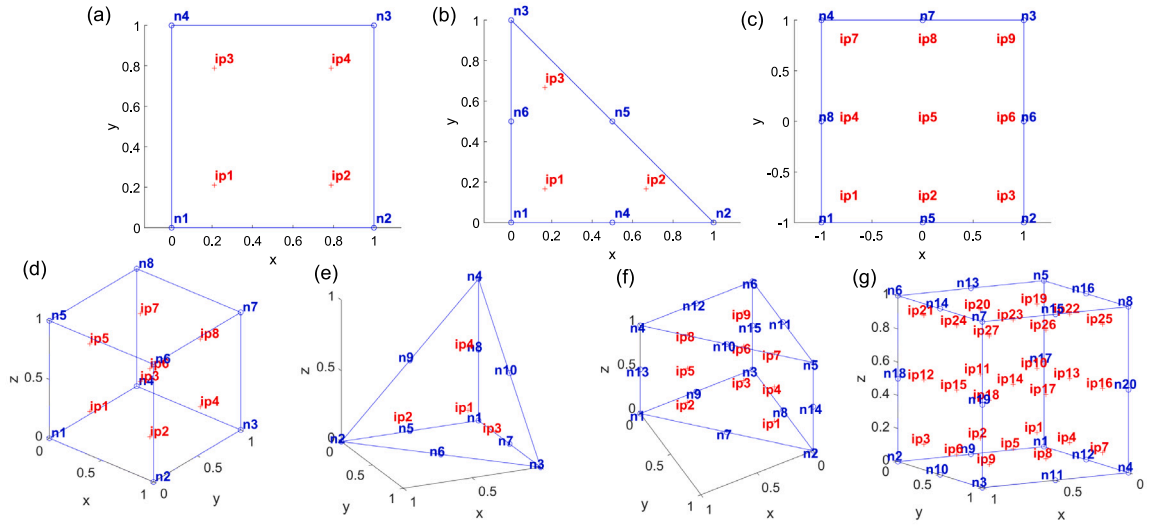 (a)
n4
n3
1
ip3
ip4
0.8
0.6
y
0.4
ip1
ip2
0.2
n1
n2
0
0
0.2
0.4
0.6
0.8
1
x
(b)
n3
1
0.8
ip3
0.6
n6
n5
y
0.4
ip1
ip2
0.2
n1
n4
n2
0
0
0.2
0.4
0.6
0.8
1
x
(c)
n4
n7
n3
1
ip7
ip8
ip9
0.5
n8
ip4
ip5
ip6
n6
y
0
-0.5
ip1
ip2
ip3
n1
n5
n2
-1
-1
-0.5
0
0.5
1
x
(d)
n8
n5
n7
1
ip7
ip5
ip8
n6
ip6
z
0.5
n4
ip3
ip1
ip4
n1
n3
0
ip2
1
0
0.5
n2
0.5
1
0
x
y
(e)
n4
1
ip4
n8
n9
n10
z
0.5
ip1
ip2
n1
n5
ip3
0
n2
n7
0
n6
n3
0.5
0.5
1
1
y
x
(f)
n6
n12
ip9
1
n4
n15
n11
ip8
n10
ip6
ip7
n5
z
0.5
n13
ip5
n3
ip3
ip4
n9
ip2
n14
0
n1
n8
ip1
n7
n2
0
0
0.5
0.5
1
1
y
x
(g)
n13
n5
n6
n16
1
n14
ip20
ip19
ip21
ip22
n15
n8
n7
ip24
ip23
ip25
0.8
ip27
ip26
0.6
n17
n18
ip12
ip11
ip10
ip13
z
0.4
ip15
ip14
ip16
n20
n19
ip18
ip17
0.2
ip3
ip2
ip1
ip4
n1
ip6
n9
ip5
ip7
0
n2
ip9
ip8
n12
0
n10
n11
n4
0.5
n3
0
1
1
0.5
y
x